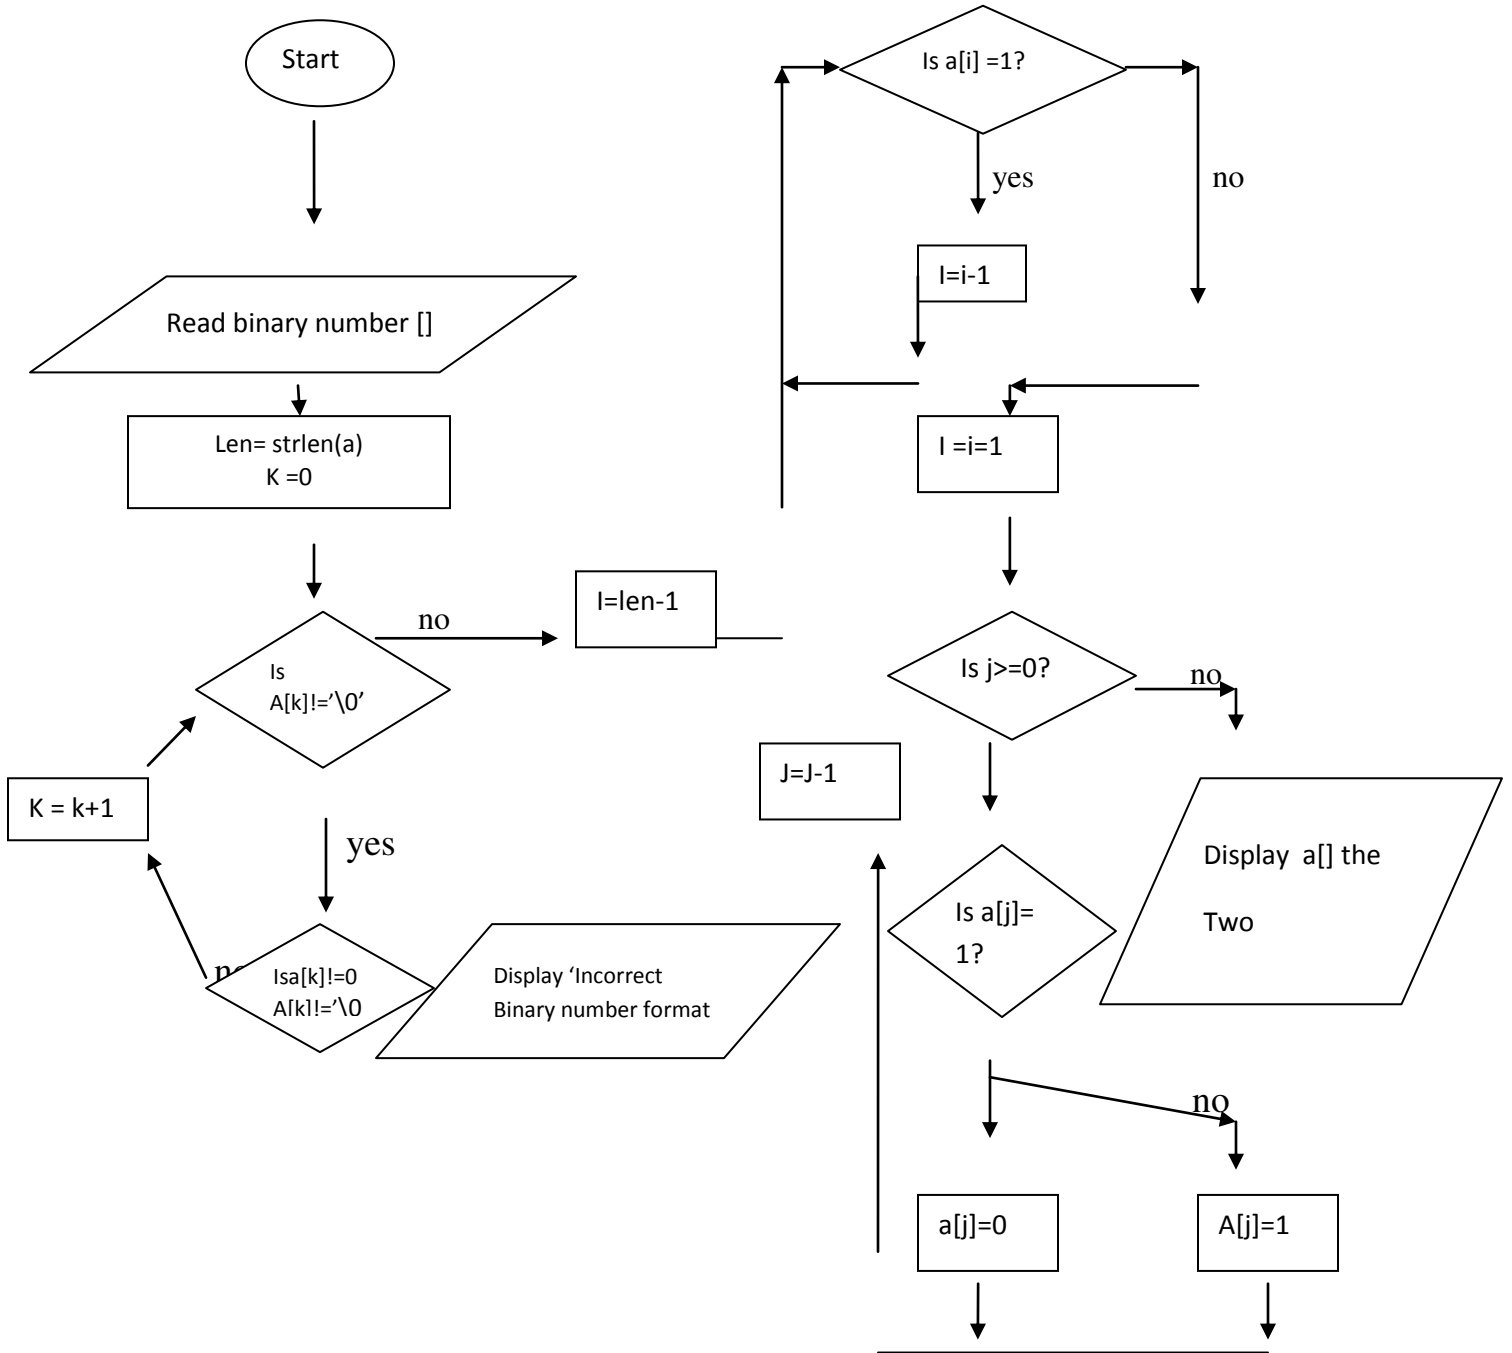 Start
Read binary number []
Len= strlen(a)
K =0
Is
A[k]!='\0'
no
I=len-1
K = k+1
yes
Isa[k]!=0
A[k]!='\0
Display 'Incorrect
Binary number format
Is a[i] =1?
yes
no
I=i-1
I =i=1
Is j>=0?
no
J=J-1
Is a[j]=
1?
Display a[] the
Two
no
a[j]=0
A[j]=1